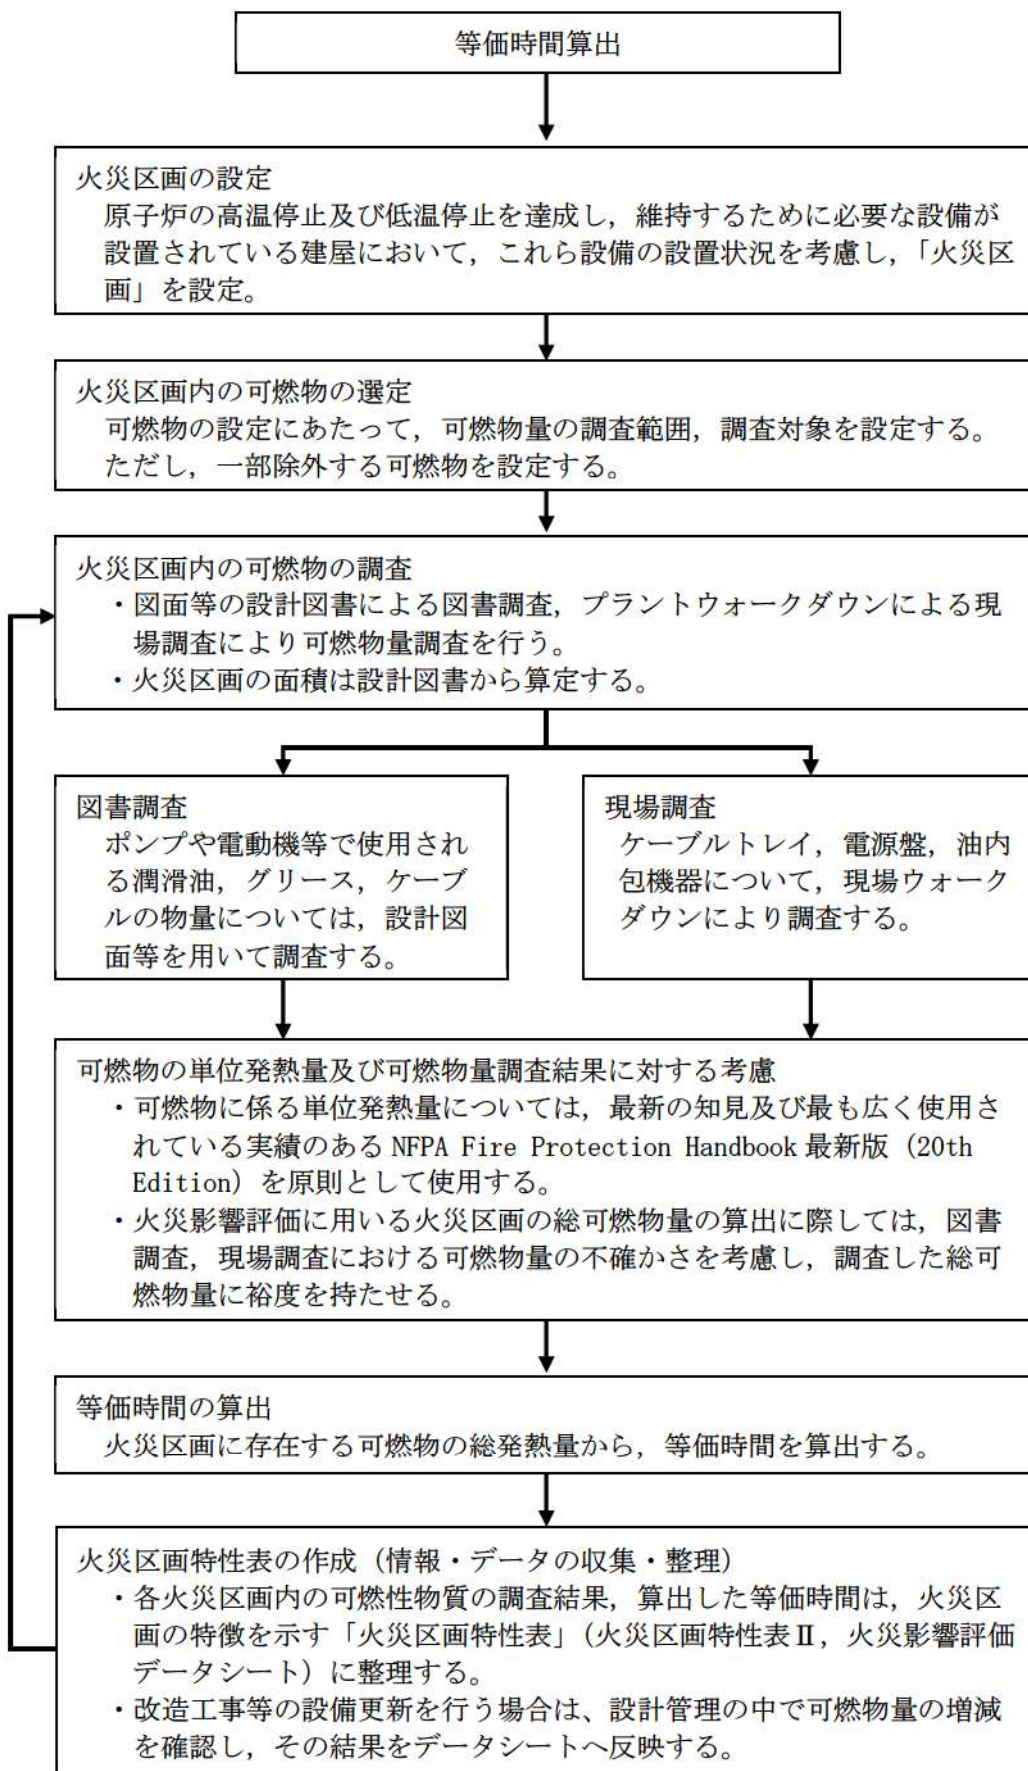 等価時間算出
火災区画の設定
原子炉の高温停止及び低温停止を達成し，維持するために必要な設備が
設置されている建屋において，これら設備の設置状況を考慮し，「火災区
画」を設定。
火災区画内の可燃物の選定
可燃物の設定にあたって，可燃物量の調査範囲，調査対象を設定する。
ただし，一部除外する可燃物を設定する。
火災区画内の可燃物の調査
・図面等の設計図書による図書調査，プラントウォークダウンによる現
場調査により可燃物量調査を行う。
・火災区画の面積は設計図書から算定する。
図書調査
ポンプや電動機等で使用され
る潤滑油，グリース，ケーブ
ルの物量については，設計図
面等を用いて調査する。
現場調査
ケーブルトレイ，電源盤，油内
包機器について，現場ウォーク
ダウンにより調査する。
可燃物の単位発熱量及び可燃物量調査結果に対する考慮
・可燃物に係る単位発熱量については，最新の知見及び最も広く使用さ
れている実績のある NFPA Fire Protection Handbook 最新版（20th
Edition）を原則として使用する。
・火災影響評価に用いる火災区画の総可燃物量の算出に際しては，図書
調査，現場調査における可燃物量の不確かさを考慮し，調査した総可
燃物量に裕度を持たせる。
等価時間の算出
火災区画に存在する可燃物の総発熱量から，等価時間を算出する。
火災区画特性表の作成（情報・データの収集・整理）
・各火災区画内の可燃性物質の調査結果，算出した等価時間は，火災区
画の特徴を示す「火災区画特性表」（火災区画特性表Ⅱ，火災影響評価
データシート）に整理する。
・改造工事等の設備更新を行う場合は、設計管理の中で可燃物量の増減
を確認し，その結果をデータシートへ反映する。